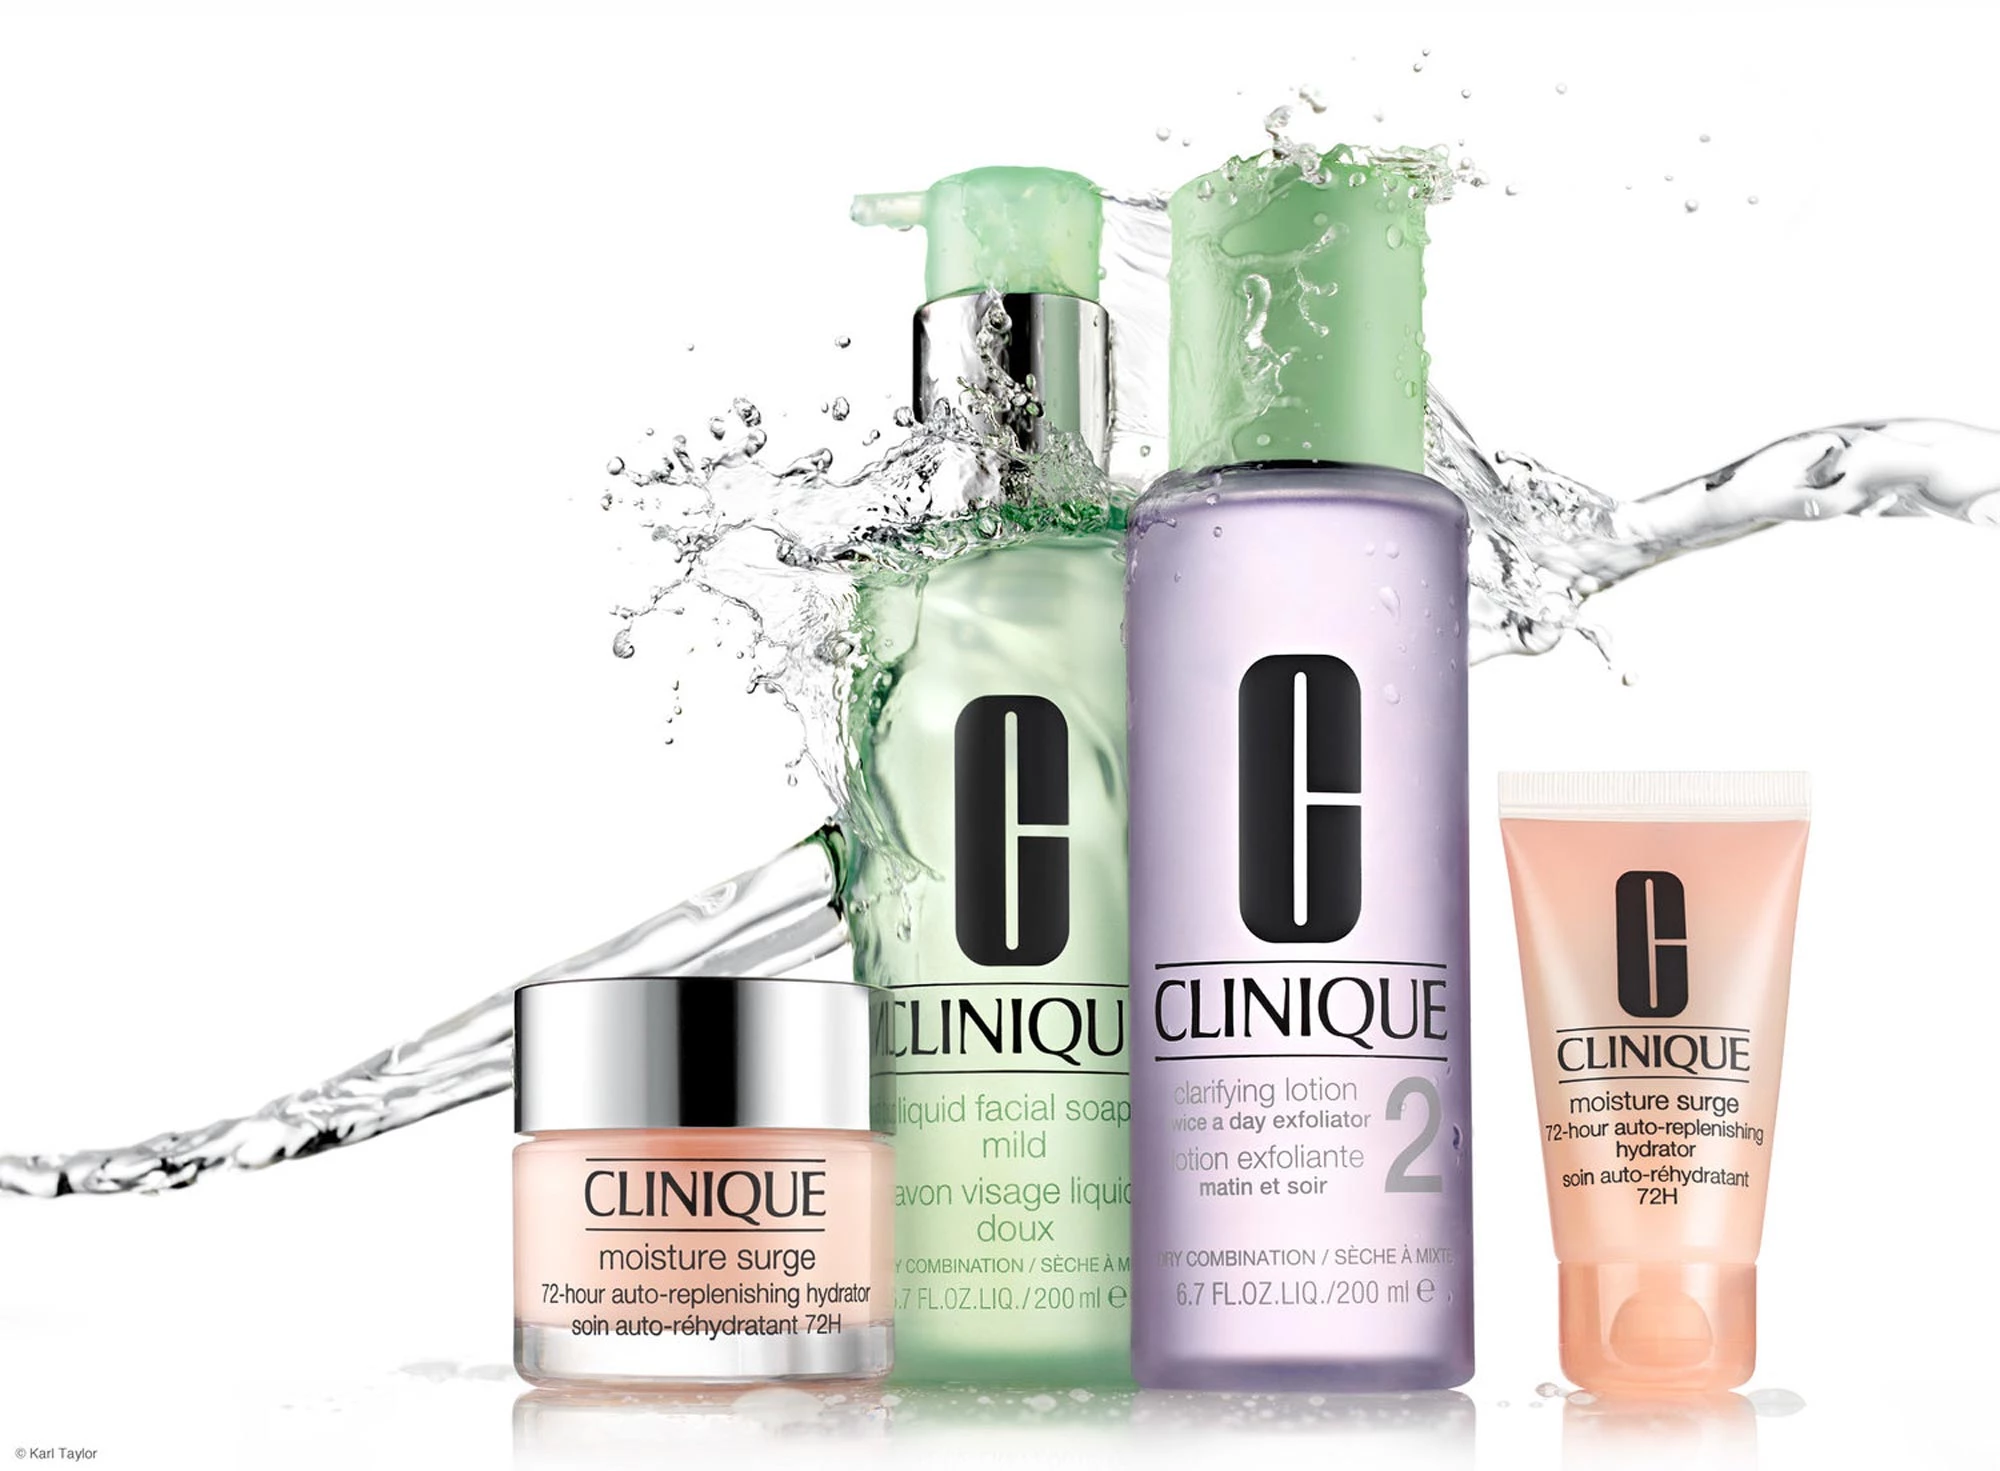 CLINIQUE
moisture surge
72-hour auto-replenishing hydrator
soin auto-réhydratant 72H
C
CLINIQU
liquid facial soap
mild
avon visage liquid
doux
Y COMBINATION / SÈCHE À M
.7 FL.OZ.LIQ./200 ml e
C
CLINIQUE
clarifying lotion
wice a day exfoliator
lotion exfoliante
matin et soir
2
DRY COMBINATION / SÈCHE À MIXTE
6.7 FL.OZ.LIQ./200 ml e
C
CLINIQUE
moisture surge
72-hour auto-replenishing
hydrator
soin auto-réhydratant
72H
© Karl Taylor